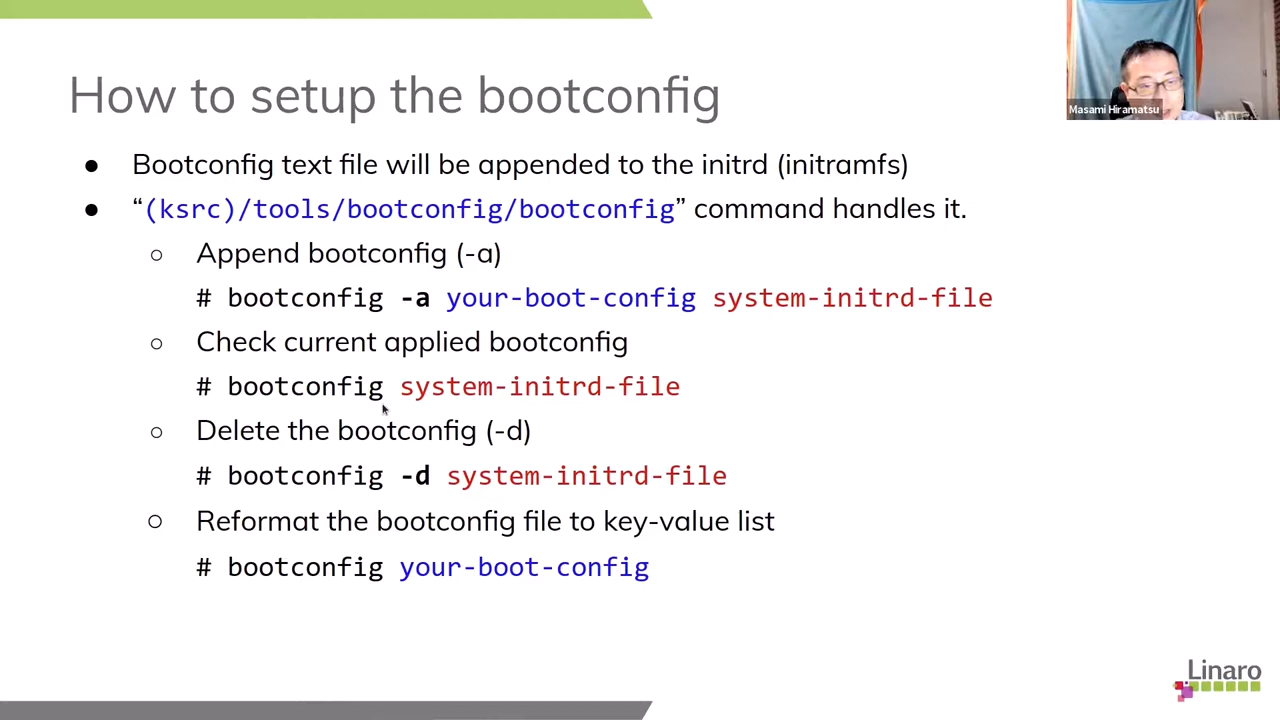 How to setup the bootconfig
Masami Hiramatsu
● Bootconfig text file will be appended to the initrd (initramfs)
● “(ksrc)/tools/bootconfig/bootconfig” command handles it.
○ Append bootconfig (-a)
# bootconfig -a your-boot-config system-initrd-file
○ Check current applied bootconfig
# bootconfig system-initrd-file
○ Delete the bootconfig (-d)
# bootconfig -d system-initrd-file
○ Reformat the bootconfig file to key-value list
# bootconfig your-boot-config
Linaro